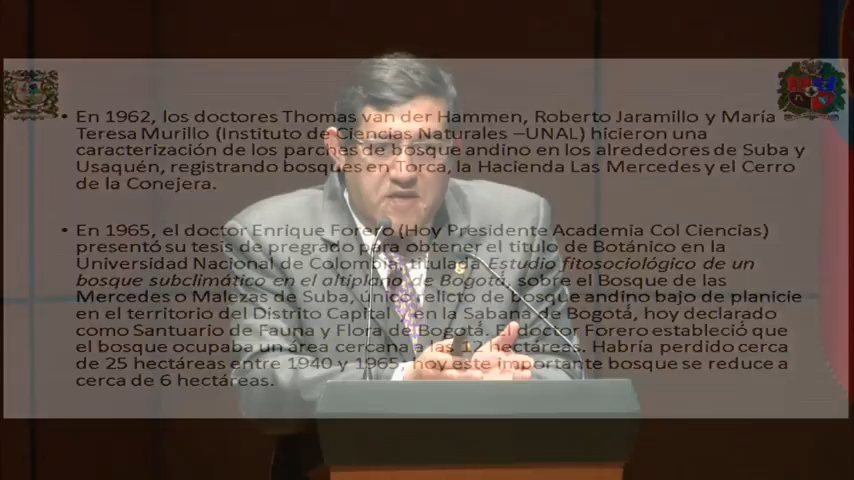 • En 1962, los doctores Thomas van der Hammen, Roberto Jaramillo y María
Teresa Murillo (Instituto de Ciencias Naturales –UNAL) hicieron una
caracterización de los parches de bosque andino en los alrededores de Suba y
Usaquén, registrando bosques en Torca, la Hacienda Las Mercedes y el Cerro
de la Conejera.
• En 1965, el doctor Enrique Forero (Hoy Presidente Academia Col Ciencias)
presentó su tesis de pregrado para obtener el titulo de Botánico en la
Universidad Nacional de Colombia, titulada Estudio fitosociológico de un
bosque subclimático en el altiplano de Bogotá, sobre el Bosque de las
Mercedes o Malezas de Suba, único relicto de bosque andino bajo de planicie
en el territorio del Distrito Capital y en la Sabana de Bogotá, hoy declarado
como Santuario de Fauna y Flora de Bogotá. El doctor Forero estableció que
el bosque ocupaba un área cercana a las 12 hectáreas. Habría perdido cerca
de 25 hectáreas entre 1940 y 1965, hoy este importante bosque se reduce a
cerca de 6 hectáreas.